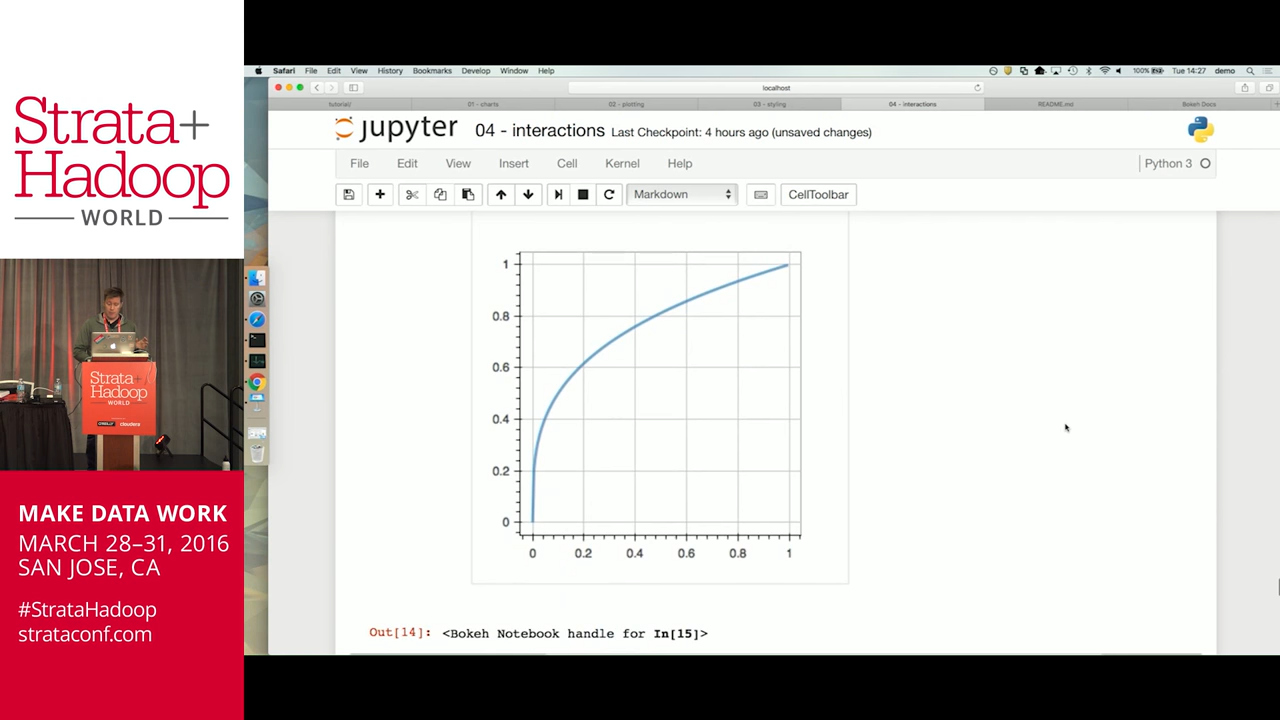 Strata+
Hadoop
WORLD
Strata+
Hadoop
WORLD
cloudera
MAKE DATA WORK
MARCH 28–31, 2016
SAN JOSE, CA
#StrataHadoop
strataconf.com
Safari File Edit View History Bookmarks Develop Window Help
100% Tue 14:27 demo
localhost
tutorial/ 01 - charts 02 - plotting 03 - styling 04 - interactions README.md Bokeh Docs
jupyter 04 - interactions Last Checkpoint: 4 hours ago (unsaved changes)
File Edit View Insert Cell Kernel Help Python 3
Markdown CellToolbar
1
0.8
0.6
0.4
0.2
0
0 0.2 0.4 0.6 0.8 1
Out[14]: <Bokeh Notebook handle for In[15]>